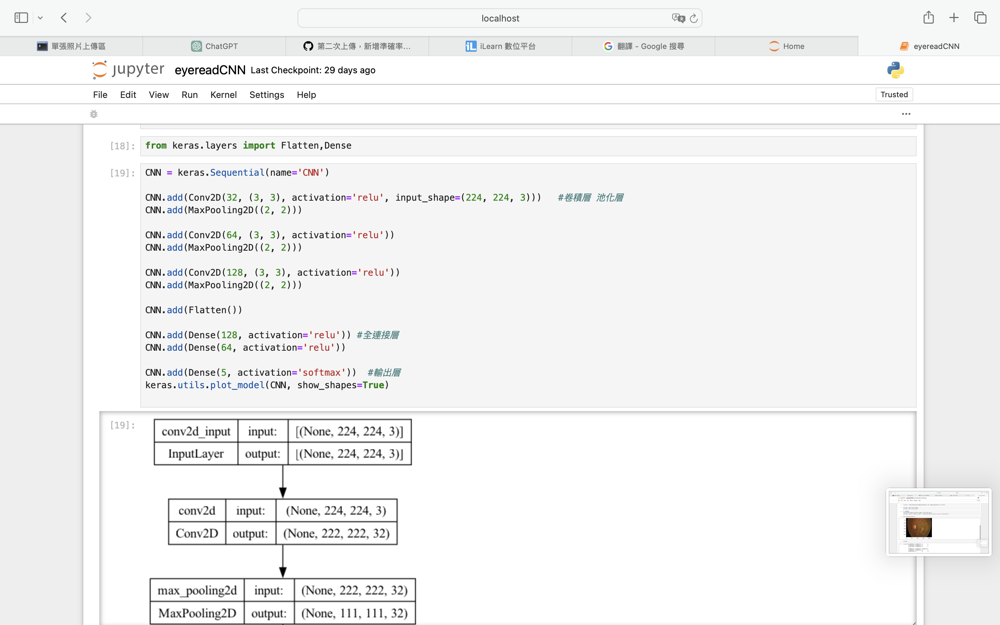 localhost
單張照片上傳區
ChatGPT
第二次上傳，新增準確率...
iLearn 數位平台
翻譯 - Google 搜尋
Home
eyereadCNN
jupyter eyereadCNN Last Checkpoint: 29 days ago
File Edit View Run Kernel Settings Help
Trusted
[18]: from keras.layers import Flatten,Dense
[19]: CNN = keras.Sequential(name='CNN')
CNN.add(Conv2D(32, (3, 3), activation='relu', input_shape=(224, 224, 3))) #卷積層 池化層
CNN.add(MaxPooling2D((2, 2)))
CNN.add(Conv2D(64, (3, 3), activation='relu'))
CNN.add(MaxPooling2D((2, 2)))
CNN.add(Conv2D(128, (3, 3), activation='relu'))
CNN.add(MaxPooling2D((2, 2)))
CNN.add(Flatten())
CNN.add(Dense(128, activation='relu')) #全連接層
CNN.add(Dense(64, activation='relu'))
CNN.add(Dense(5, activation='softmax')) #輸出層
keras.utils.plot_model(CNN, show_shapes=True)
[19]:
conv2d_input input: [(None, 224, 224, 3)]
InputLayer output: [(None, 224, 224, 3)]
conv2d input: (None, 224, 224, 3)
Conv2D output: (None, 222, 222, 32)
max_pooling2d input: (None, 222, 222, 32)
MaxPooling2D output: (None, 111, 111, 32)